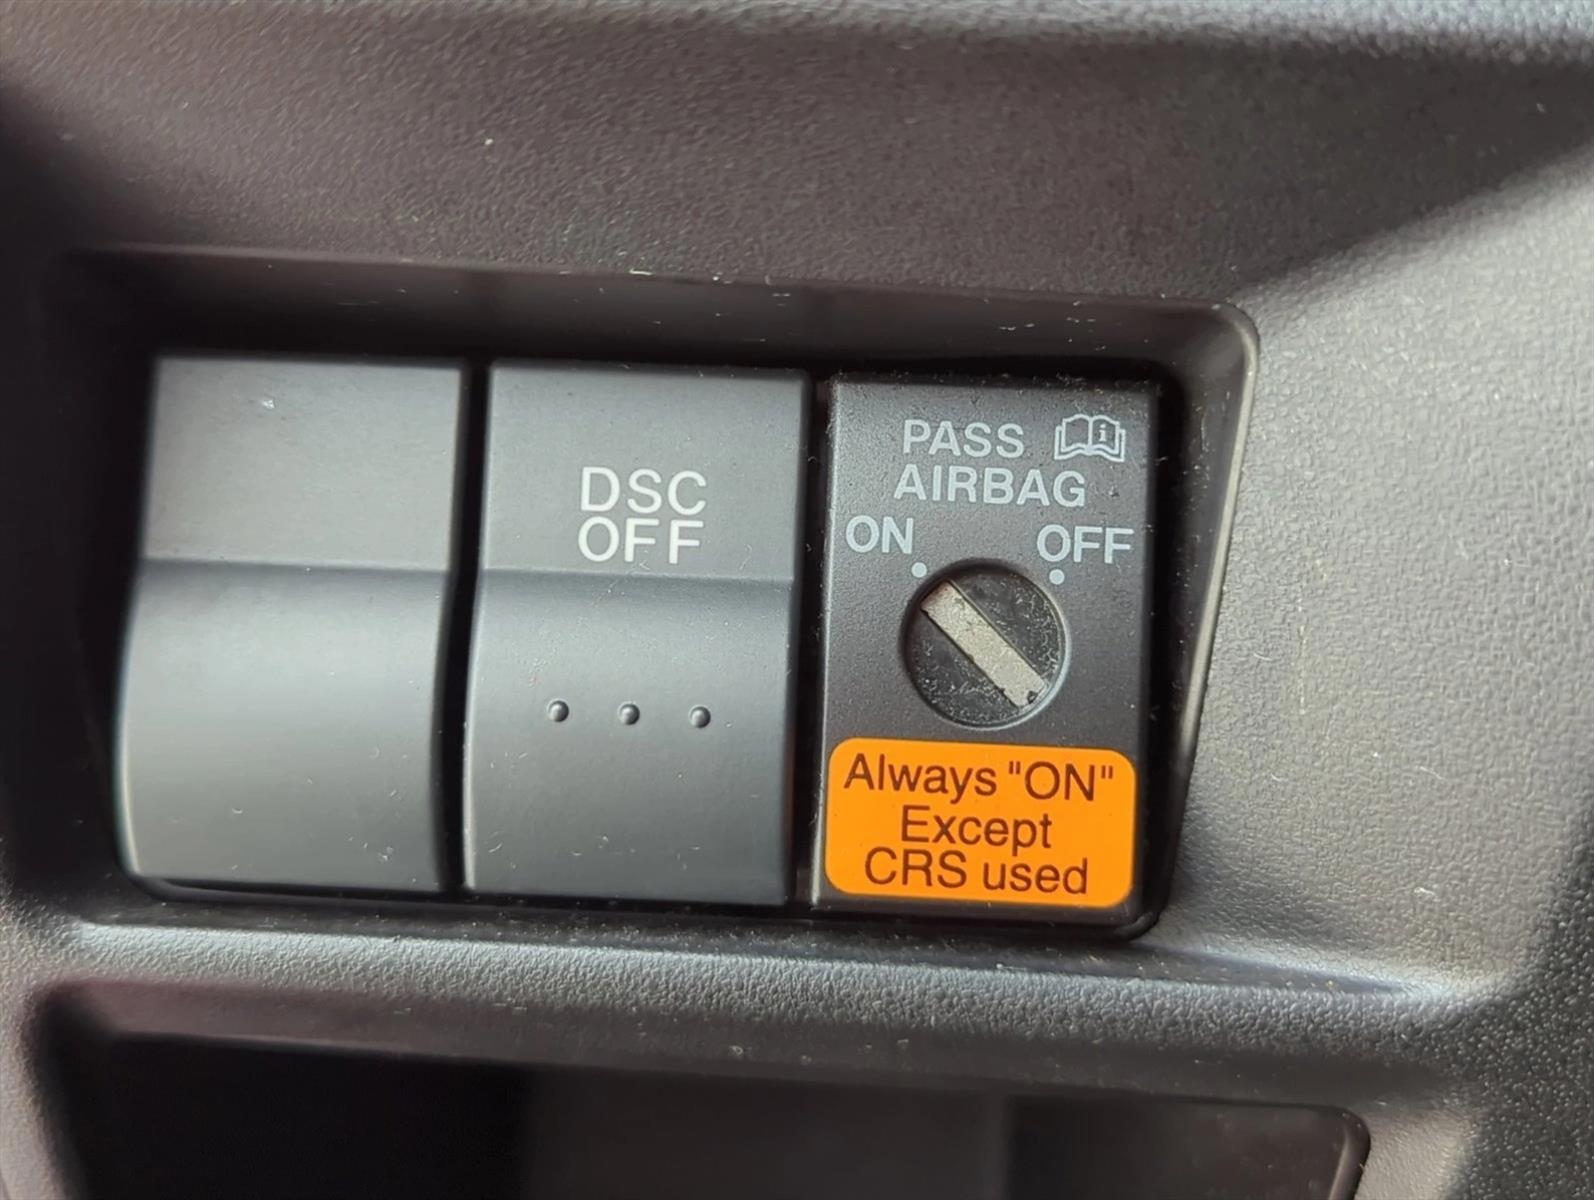 DSC
OFF
PASS
AIRBAG
ON OFF
Always "ON"
Except
CRS used